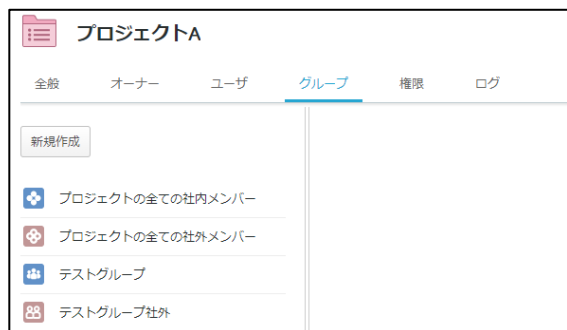 プロジェクトA
全般 オーナー ユーザ グループ 権限 ログ
新規作成
プロジェクトの全ての社内メンバー
プロジェクトの全ての社外メンバー
テストグループ
テストグループ社外